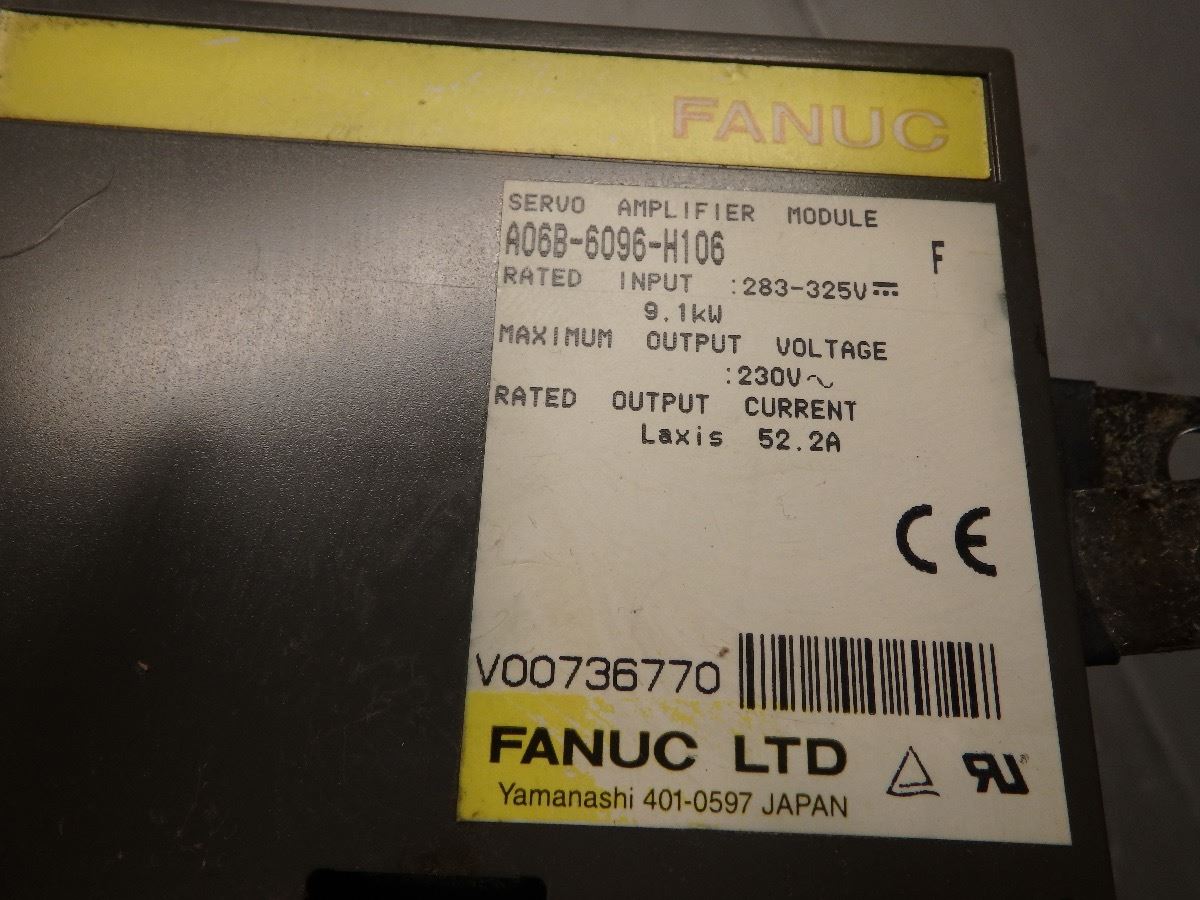 FANUC
SERVO AMPLIFIER MODULE
A06B-6096-H106 F
RATED INPUT :283-325V⎓
9.1kW
MAXIMUM OUTPUT VOLTAGE
:230V~
RATED OUTPUT CURRENT
Laxis 52.2A
CE
V00736770
FANUC LTD
Yamanashi 401-0597 JAPAN